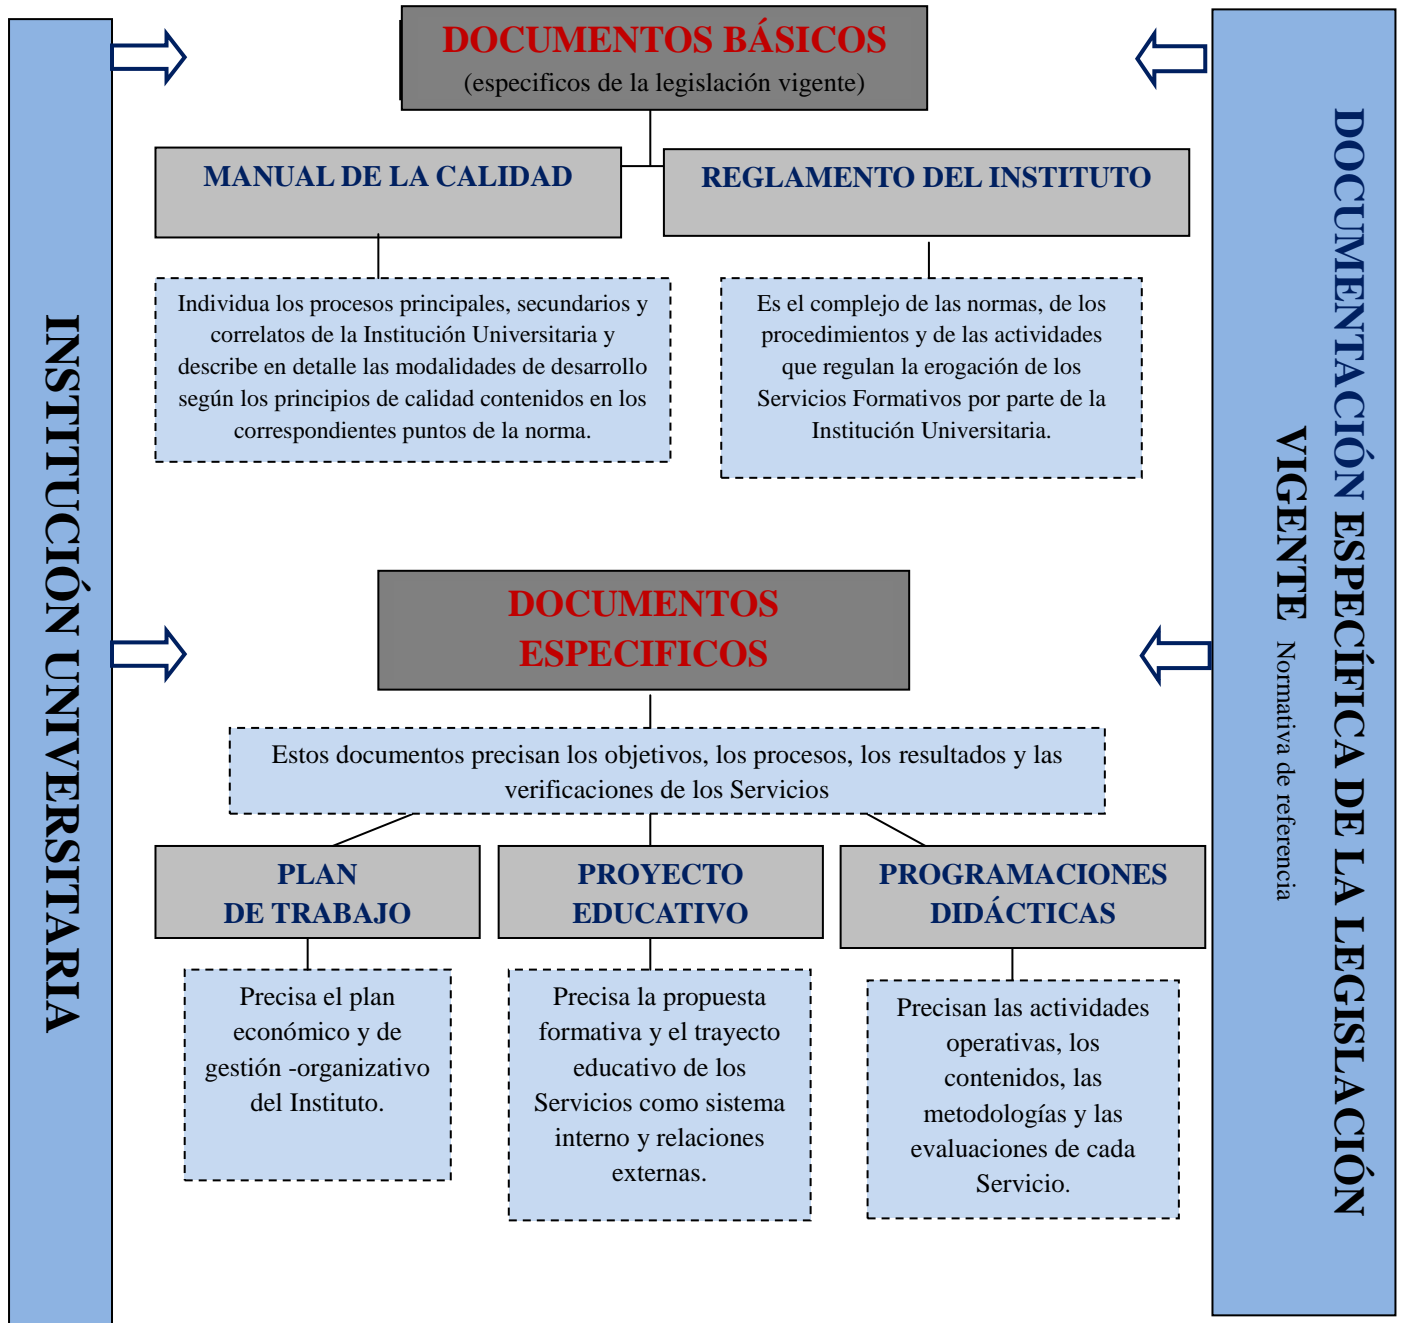 INSTITUCIÓN UNIVERSITARIA
DOCUMENTOS BÁSICOS
(especificos de la legislación vigente)
MANUAL DE LA CALIDAD
Individua los procesos principales, secundarios y
correlatos de la Institución Universitaria y
describe en detalle las modalidades de desarrollo
según los principios de calidad contenidos en los
correspondientes puntos de la norma.
REGLAMENTO DEL INSTITUTO
Es el complejo de las normas, de los
procedimientos y de las actividades
que regulan la erogación de los
Servicios Formativos por parte de la
Institución Universitaria.
DOCUMENTOS
ESPECIFICOS
Estos documentos precisan los objetivos, los procesos, los resultados y las
verificaciones de los Servicios
PLAN
DE TRABAJO
Precisa el plan
económico y de
gestión -organizativo
del Instituto.
PROYECTO
EDUCATIVO
Precisa la propuesta
formativa y el trayecto
educativo de los
Servicios como sistema
interno y relaciones
externas.
PROGRAMACIONES
DIDÁCTICAS
Precisan las actividades
operativas, los
contenidos, las
metodologías y las
evaluaciones de cada
Servicio.
DOCUMENTACIÓN ESPECÍFICA DE LA LEGISLACIÓN
VIGENTE Normativa de referencia